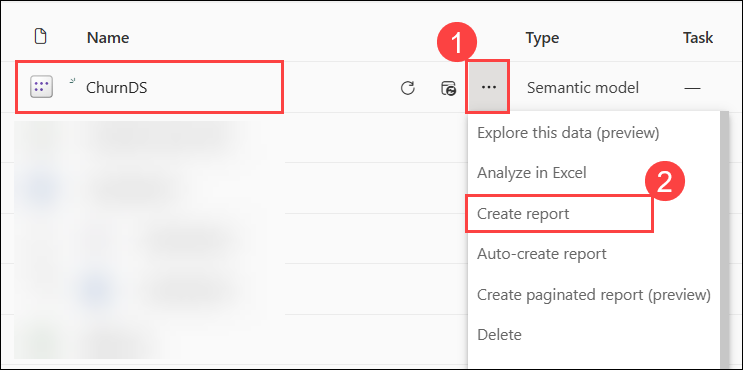 1
Name Type Task
ChurnDS ... Semantic model —
Explore this data (preview)
Analyze in Excel
2
Create report
Auto-create report
Create paginated report (preview)
Delete